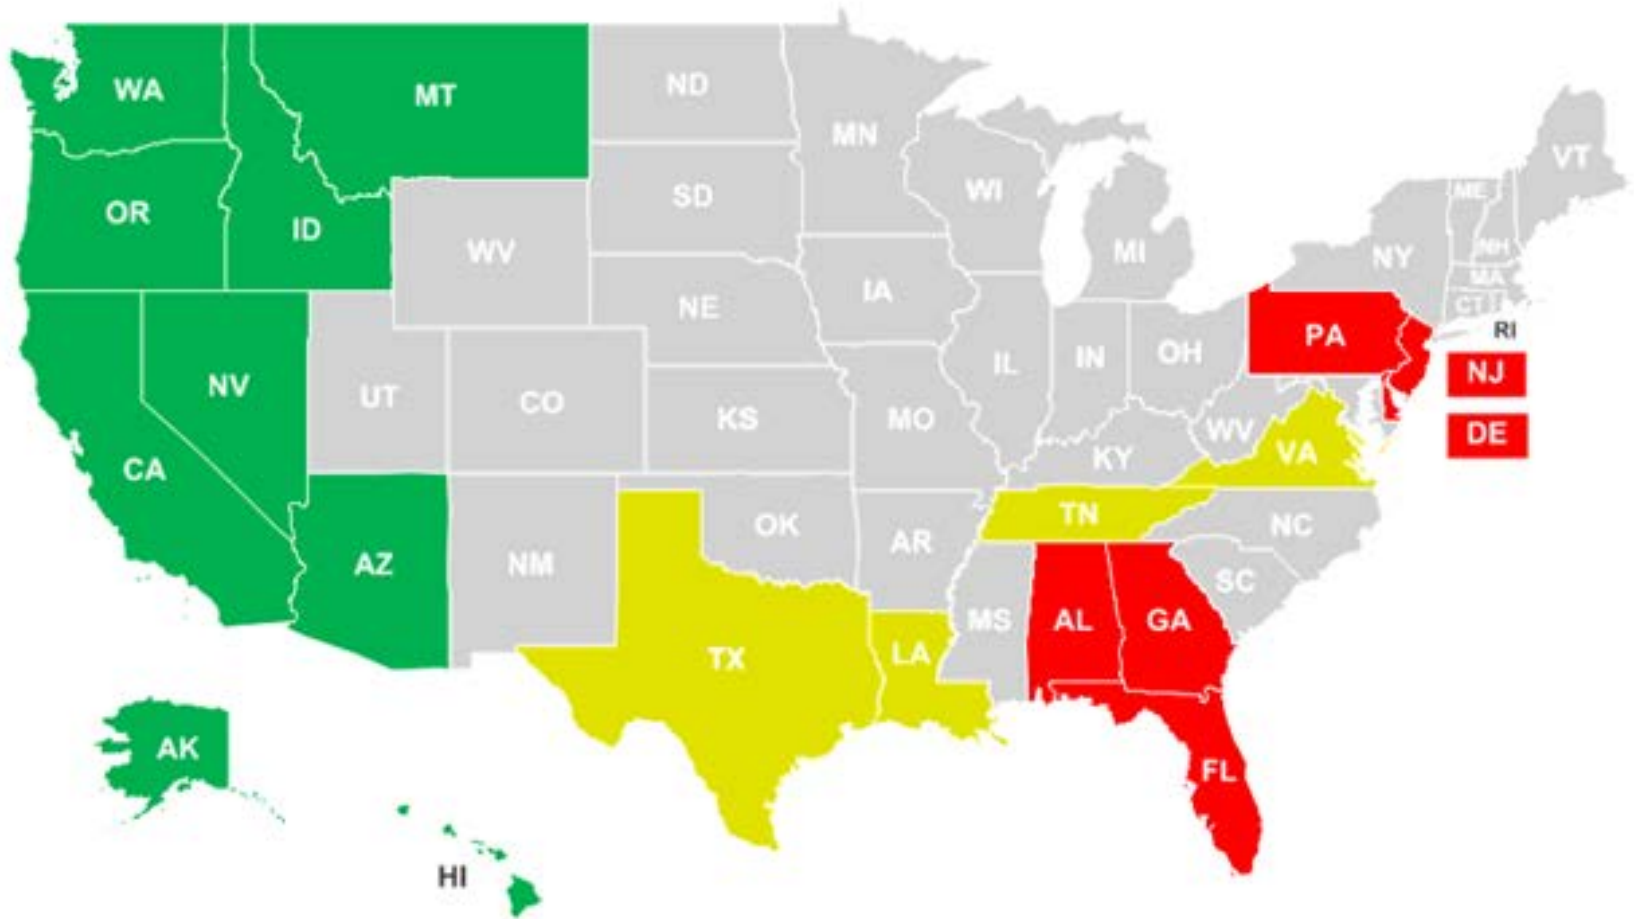 WA
MT
ND
MN
VT
OR
ID
SD
WI
ME
WV
MI
NY
NH
MA
NE
IA
CT
RI
PA
NV
UT
CO
KS
MO
IL
IN
OH
NJ
DE
CA
KY
WV
VA
AZ
NM
OK
AR
TN
NC
SC
TX
LA
MS
AL
GA
AK
FL
HI